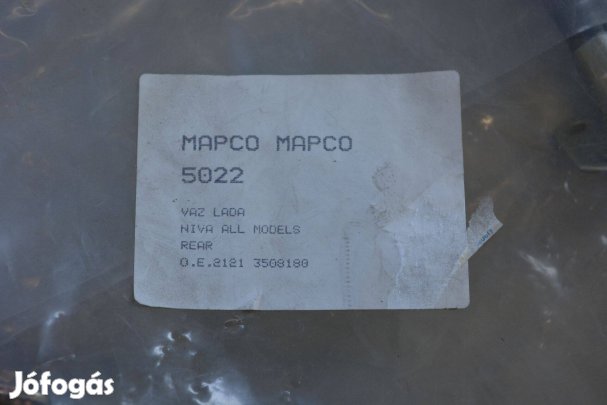 MAPCO MAPCO
5022
VAZ LADA
NIVA ALL MODELS
REAR
O.E.2121 3508180
Jófogás